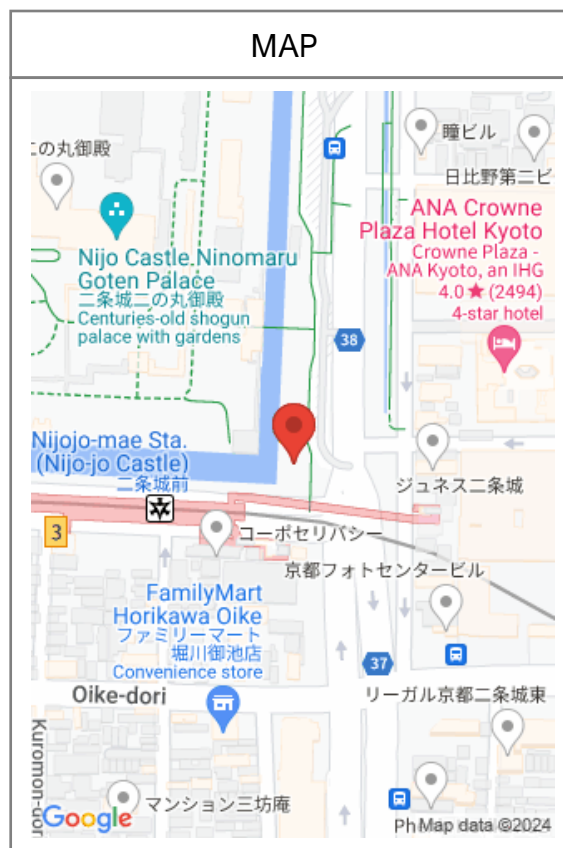 MAP
二の丸御殿
瞳ビル
日比野第二ビ
ANA Crowne
Plaza Hotel Kyoto
Crowne Plaza -
ANA Kyoto, an IHG
4.0★(2494)
4-star hotel
Nijo Castle.Ninomaru
Goten Palace
二条城二の丸御殿
Centuries-old shogun
palace with gardens
38
Nijojo-mae Sta.
(Nijo-jo Castle)
二条城前
ジュネス二条城
3
コーポセリバシー
京都フォトセンタービル
FamilyMart
Horikawa Oike
ファミリーマート
堀川御池店
Convenience store
37
Oike-dori
リーガル京都二条城東
Kuromon-dor
マンション三坊庵
Google
Map data ©2024